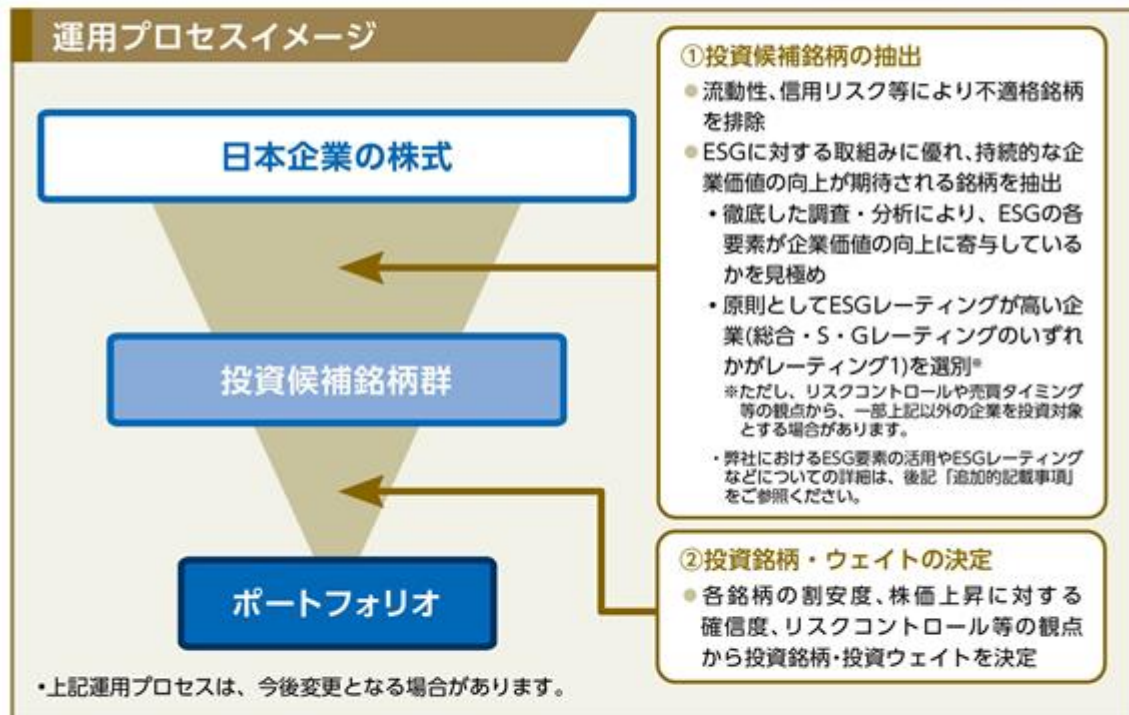 運用プロセスイメージ
日本企業の株式
投資候補銘柄群
ポートフォリオ
•上記運用プロセスは、今後変更となる場合があります。
①投資候補銘柄の抽出
●流動性、信用リスク等により不適格銘柄
を排除
●ESGに対する取組みに優れ、持続的な企
業価値の向上が期待される銘柄を抽出
・徹底した調査・分析により、ESGの各
要素が企業価値の向上に寄与している
かを見極め
・原則としてESGレーティングが高い企
業(総合・S・Gレーティングのいずれ
かがレーティング1)を選別※
※ただし、リスクコントロールや売買タイミング
等の観点から、一部上記以外の企業を投資対象
とする場合があります。
・弊社におけるESG要素の活用やESGレーティング
などについての詳細は、後記「追加的記載事項」
をご参照ください。
②投資銘柄・ウェイトの決定
●各銘柄の割安度、株価上昇に対する
確信度、リスクコントロール等の観点
から投資銘柄・投資ウェイトを決定